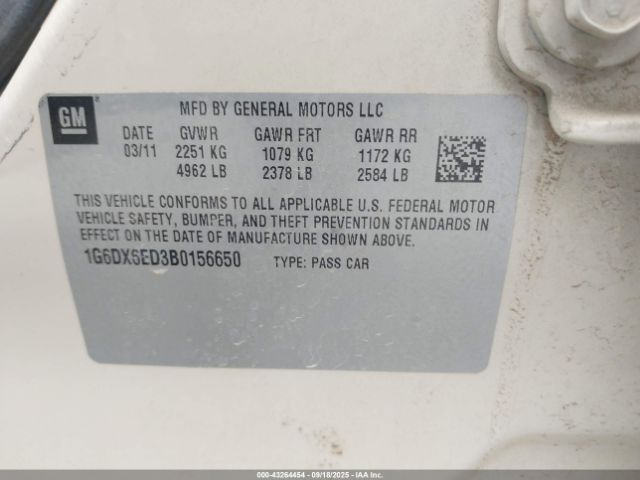 GM
MFD BY GENERAL MOTORS LLC
DATE GVWR GAWR FRT GAWR RR
03/11 2251 KG 1079 KG 1172 KG
4962 LB 2378 LB 2584 LB
THIS VEHICLE CONFORMS TO ALL APPLICABLE U.S. FEDERAL MOTOR
VEHICLE SAFETY, BUMPER, AND THEFT PREVENTION STANDARDS IN
EFFECT ON THE DATE OF MANUFACTURE SHOWN ABOVE.
1G6DX6ED3B0156650 TYPE: PASS CAR
000-43264454 - 09/18/2025 - IAAI.COM